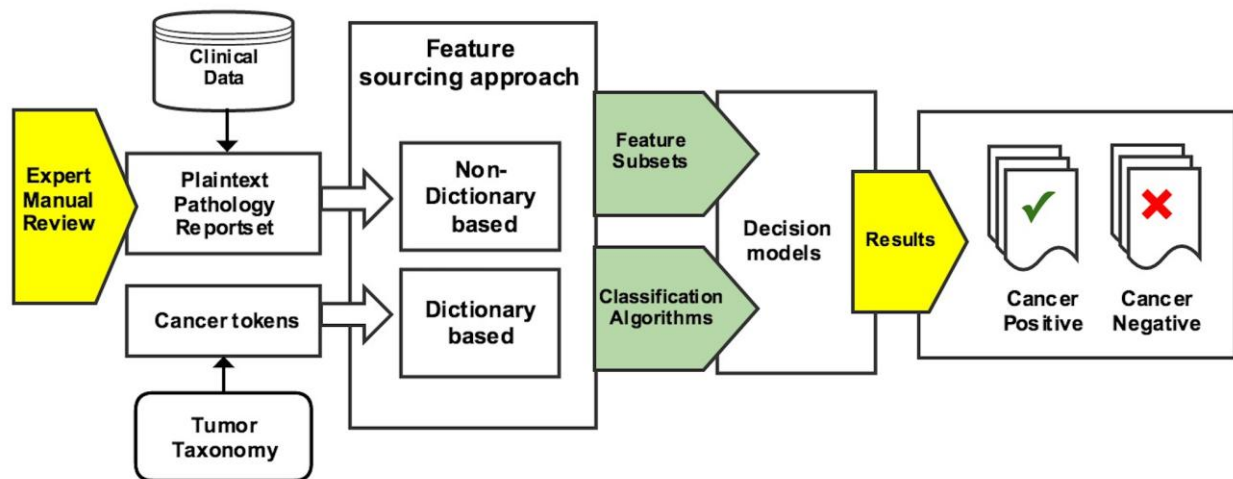 Clinical
Data
Expert
Manual
Review
Plaintext
Pathology
Reportset
Cancer tokens
Tumor
Taxonomy
Feature
sourcing approach
Non-
Dictionary
based
Dictionary
based
Feature
Subsets
Classification
Algorithms
Decision
models
Results
Cancer
Positive
Cancer
Negative